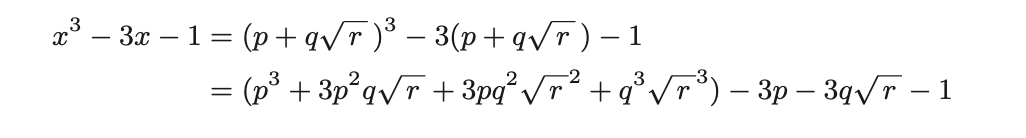 x³ − 3x − 1 = (p + q√r)³ − 3(p + q√r) − 1
= (p³ + 3p²q√r + 3pq²√r² + q³√r³) − 3p − 3q√r − 1